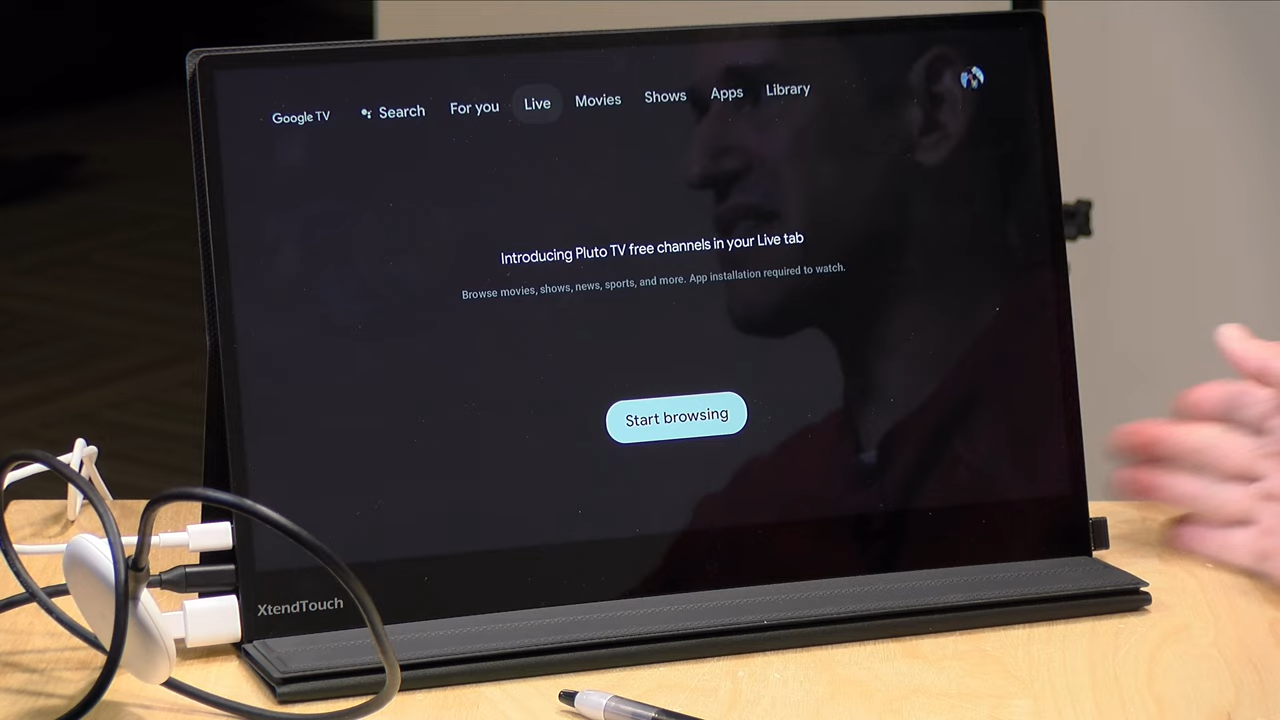 Google TV Search For you Live Movies Shows Apps Library
Introducing Pluto TV free channels in your Live tab
Browse movies, shows, news, sports, and more. App installation required to watch.
Start browsing
XtendTouch